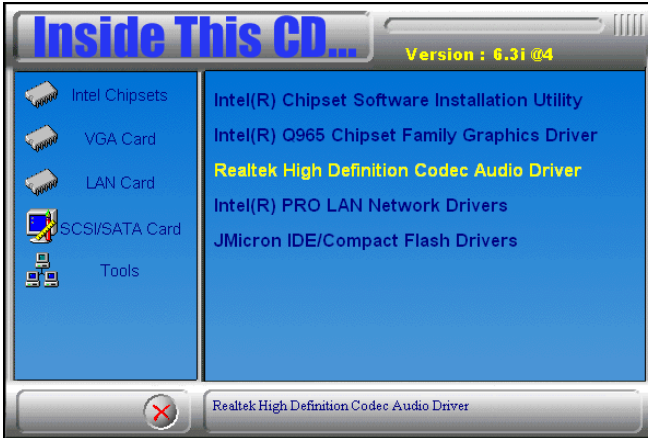 Inside This CD...
Version : 6.3i @4
Intel Chipsets
VGA Card
LAN Card
SCSI/SATA Card
Tools
Intel(R) Chipset Software Installation Utility
Intel(R) Q965 Chipset Family Graphics Driver
Realtek High Definition Codec Audio Driver
Intel(R) PRO LAN Network Drivers
JMicron IDE/Compact Flash Drivers
Realtek High Definition Codec Audio Driver